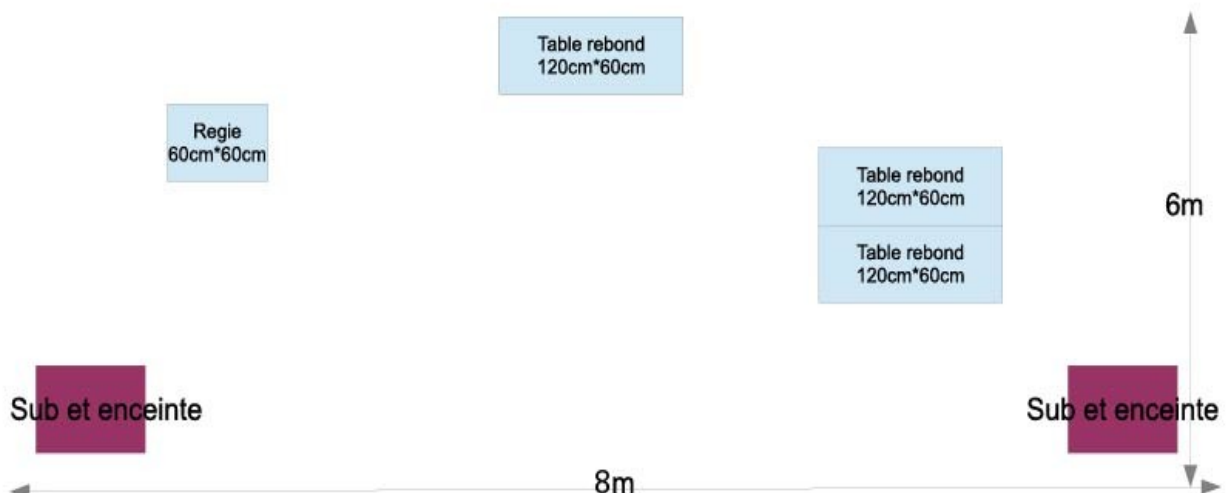 Table rebond
120cm*60cm
Regie
60cm*60cm
Table rebond
120cm*60cm
6m
Table rebond
120cm*60cm
Sub et enceinte
Sub et enceinte
8m